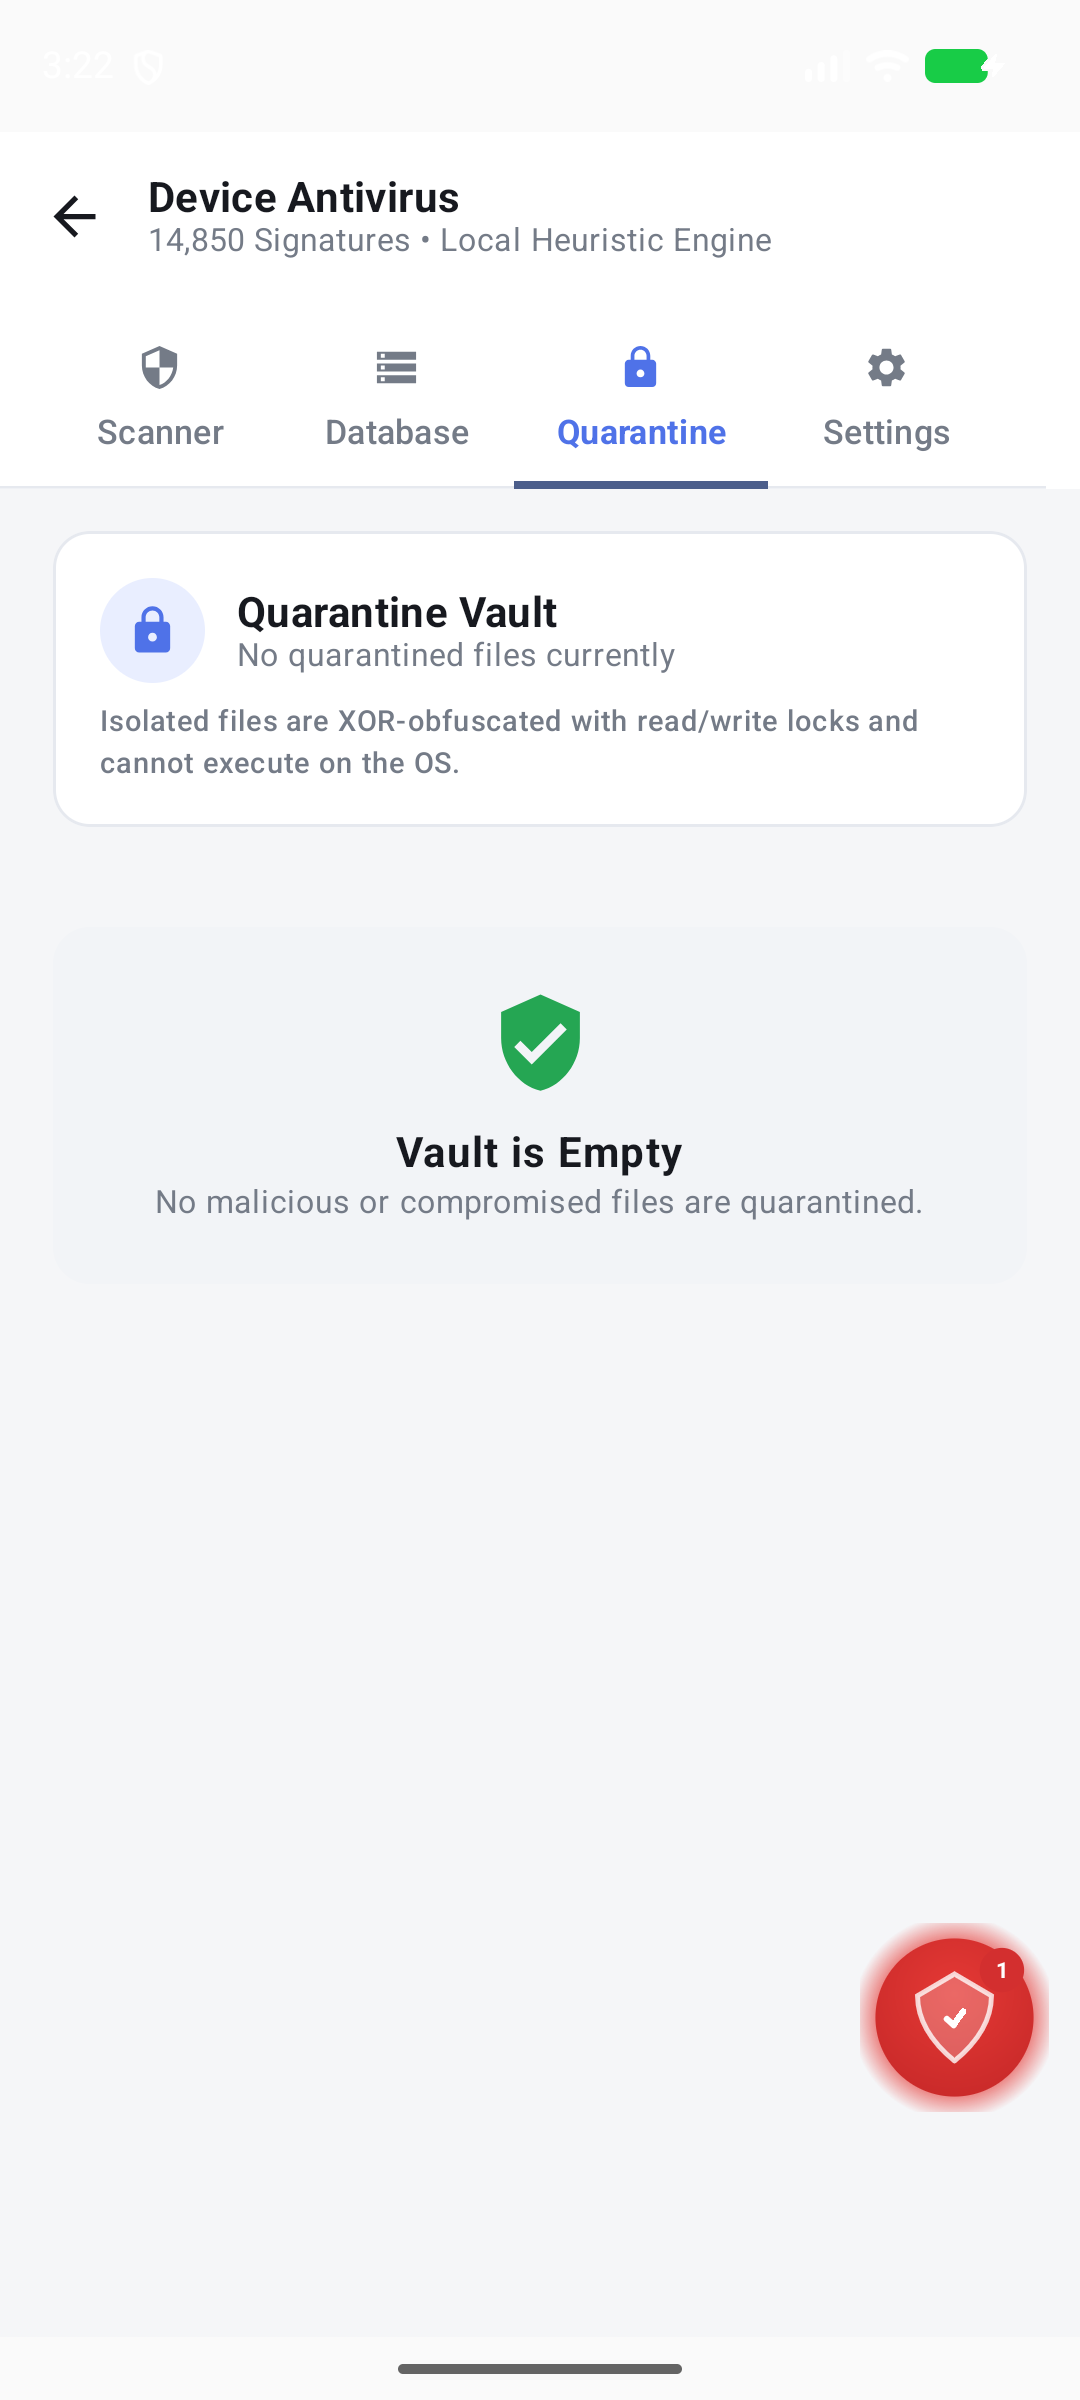 3:22
Device Antivirus
14,850 Signatures • Local Heuristic Engine
Scanner
Database
Quarantine
Settings
Quarantine Vault
No quarantined files currently
Isolated files are XOR-obfuscated with read/write locks and
cannot execute on the OS.
Vault is Empty
No malicious or compromised files are quarantined.
1